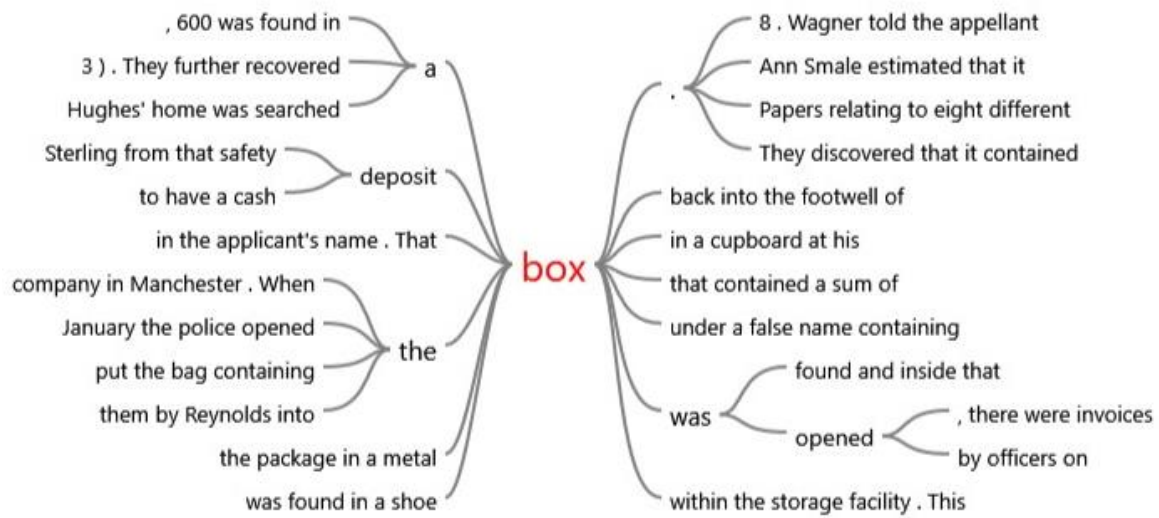 , 600 was found in
3 ) . They further recovered
Hughes' home was searched
a
Sterling from that safety
to have a cash
deposit
in the applicant's name . That
company in Manchester . When
January the police opened
put the bag containing
them by Reynolds into
the
the package in a metal
was found in a shoe
box
.
8 . Wagner told the appellant
Ann Smale estimated that it
Papers relating to eight different
They discovered that it contained
back into the footwell of
in a cupboard at his
that contained a sum of
under a false name containing
was
found and inside that
opened
, there were invoices
by officers on
within the storage facility . This